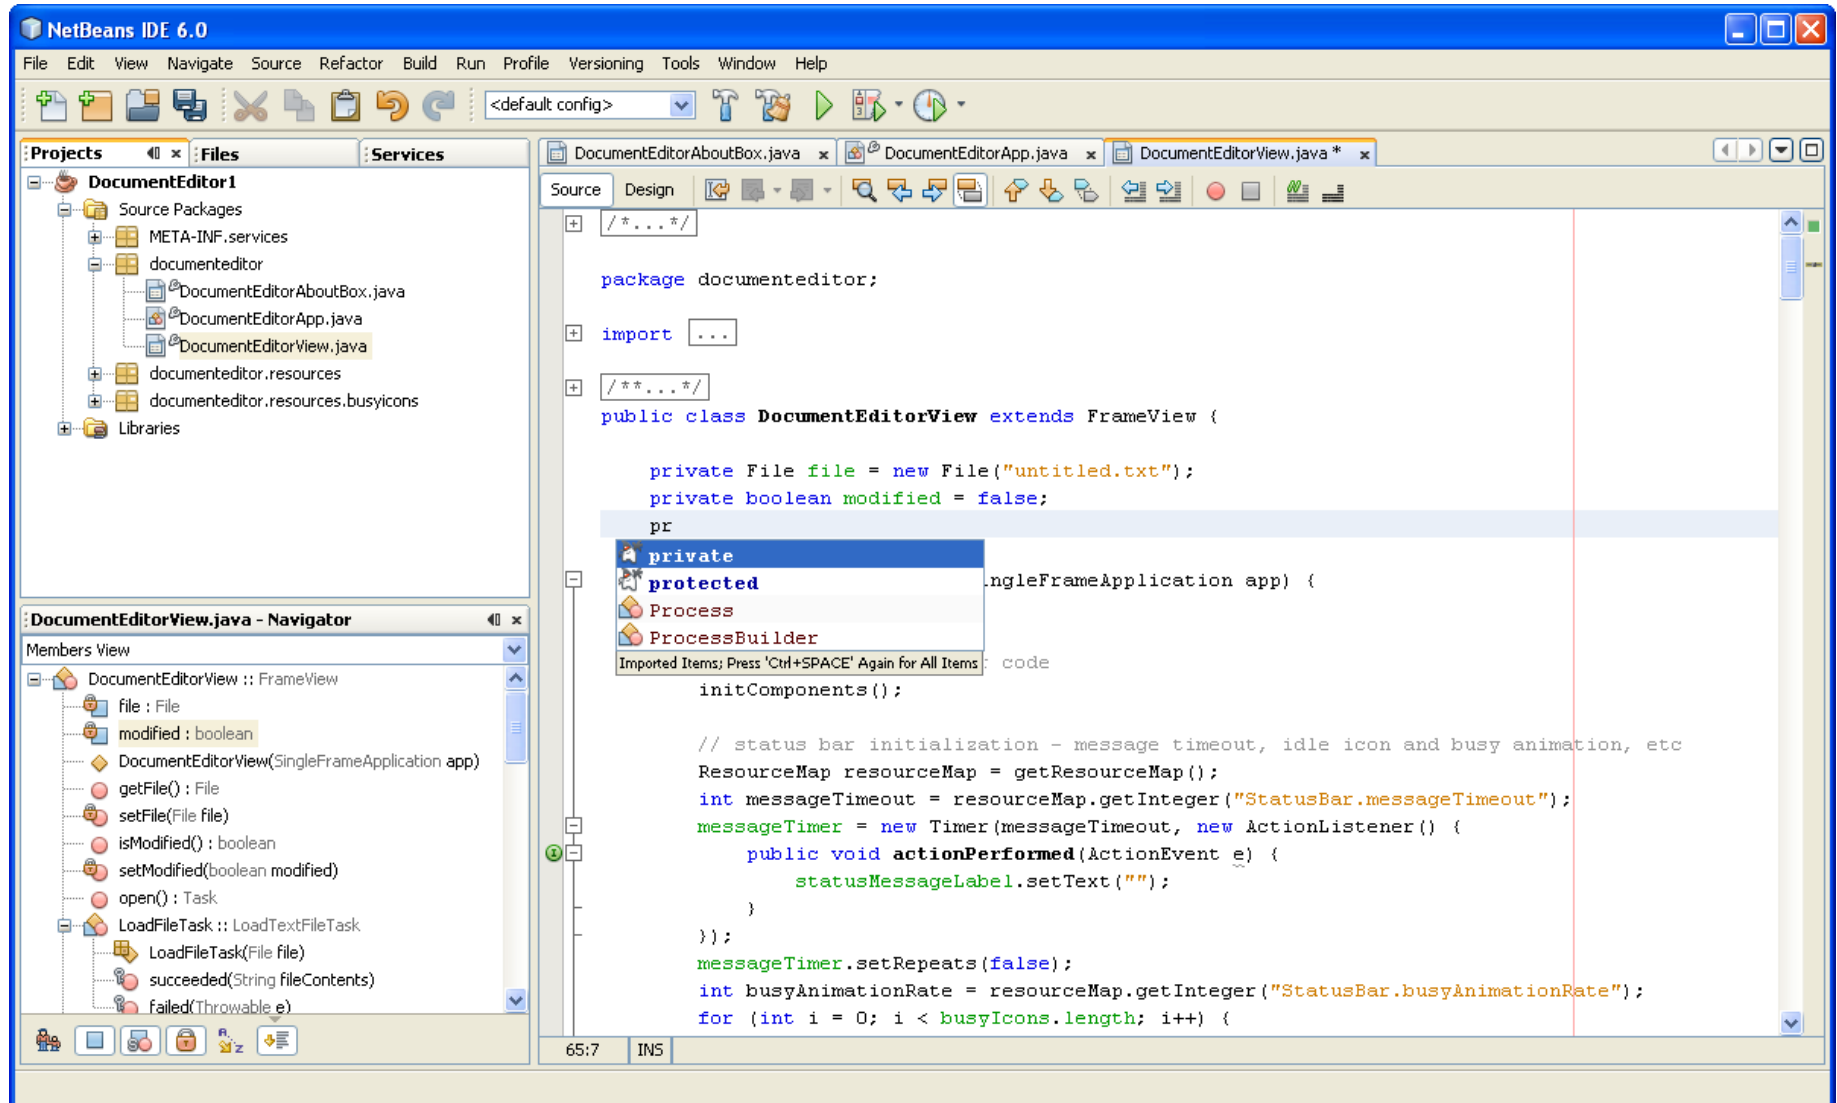 NetBeans IDE 6.0
File Edit View Navigate Source Refactor Build Run Profile Versioning Tools Window Help
<default config>
Projects
Files
Services
DocumentEditor1
Source Packages
META-INF.services
documenteditor
DocumentEditorAboutBox.java
DocumentEditorApp.java
DocumentEditorView.java
documenteditor.resources
documenteditor.resources.busyicons
Libraries
DocumentEditorView.java - Navigator
Members View
DocumentEditorView :: FrameView
file : File
modified : boolean
DocumentEditorView(SingleFrameApplication app)
getFile() : File
setFile(File file)
isModified() : boolean
setModified(boolean modified)
open() : Task
LoadFileTask :: LoadTextFileTask
LoadFileTask(File file)
succeeded(String fileContents)
failed(Throwable e)
DocumentEditorAboutBox.java
DocumentEditorApp.java
DocumentEditorView.java *
Source Design
/*...*/
package documenteditor;
import ...
/**...*/
public class DocumentEditorView extends FrameView {
private File file = new File("untitled.txt");
private boolean modified = false;
pr
private
protected
Process
ProcessBuilder
Imported Items; Press 'Ctrl+SPACE' Again for All Items
ngleFrameApplication app) {
code
initComponents();
// status bar initialization - message timeout, idle icon and busy animation, etc
ResourceMap resourceMap = getResourceMap();
int messageTimeout = resourceMap.getInteger("StatusBar.messageTimeout");
messageTimer = new Timer(messageTimeout, new ActionListener() {
public void actionPerformed(ActionEvent e) {
statusMessageLabel.setText("");
}
});
messageTimer.setRepeats(false);
int busyAnimationRate = resourceMap.getInteger("StatusBar.busyAnimationRate");
for (int i = 0; i < busyIcons.length; i++) {
65:7 INS